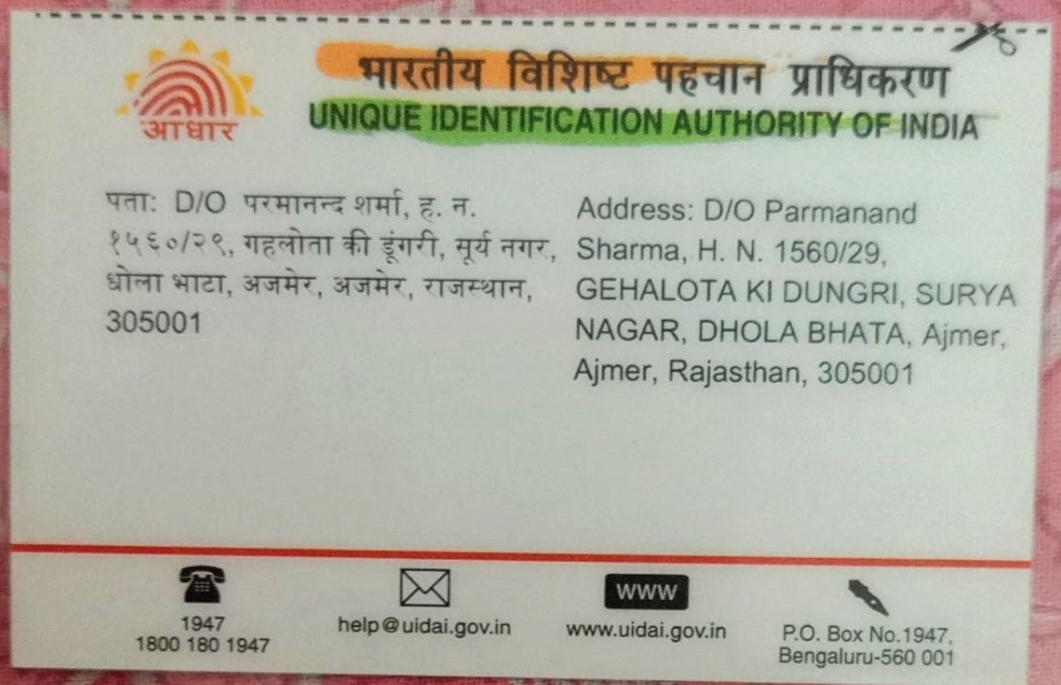 आधार
भारतीय विशिष्ट पहचान प्राधिकरण
UNIQUE IDENTIFICATION AUTHORITY OF INDIA
पता: D/O परमानन्द शर्मा, ह. न.
१५६०/२९, गहलोता की डूंगरी, सूर्य नगर,
धोला भाटा, अजमेर, अजमेर, राजस्थान,
305001
Address: D/O Parmanand
Sharma, H. N. 1560/29,
GEHALOTA KI DUNGRI, SURYA
NAGAR, DHOLA BHATA, Ajmer,
Ajmer, Rajasthan, 305001
1947
1800 180 1947
help@uidai.gov.in
www
www.uidai.gov.in
P.O. Box No.1947,
Bengaluru-560 001